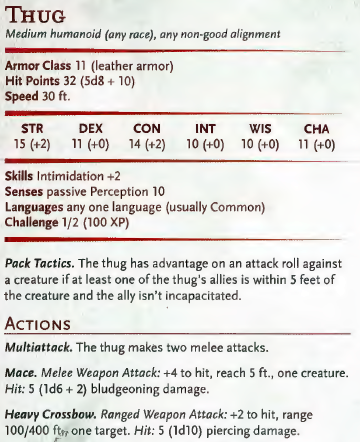 THUG
Medium humanoid (any race), any non-good alignment
Armor Class 11 (leather armor)
Hit Points 32 (5d8 + 10)
Speed 30 ft.
STR DEX CON INT WIS CHA
15 (+2) 11 (+0) 14 (+2) 10 (+0) 10 (+0) 11 (+0)
Skills Intimidation +2
Senses passive Perception 10
Languages any one language (usually Common)
Challenge 1/2 (100 XP)
Pack Tactics. The thug has advantage on an attack roll against
a creature if at least one of the thug's allies is within 5 feet of
the creature and the ally isn't incapacitated.
ACTIONS
Multiattack. The thug makes two melee attacks.
Mace. Melee Weapon Attack: +4 to hit, reach 5 ft., one creature.
Hit: 5 (1d6 + 2) bludgeoning damage.
Heavy Crossbow. Ranged Weapon Attack: +2 to hit, range
100/400 ft., one target. Hit: 5 (1d10) piercing damage.